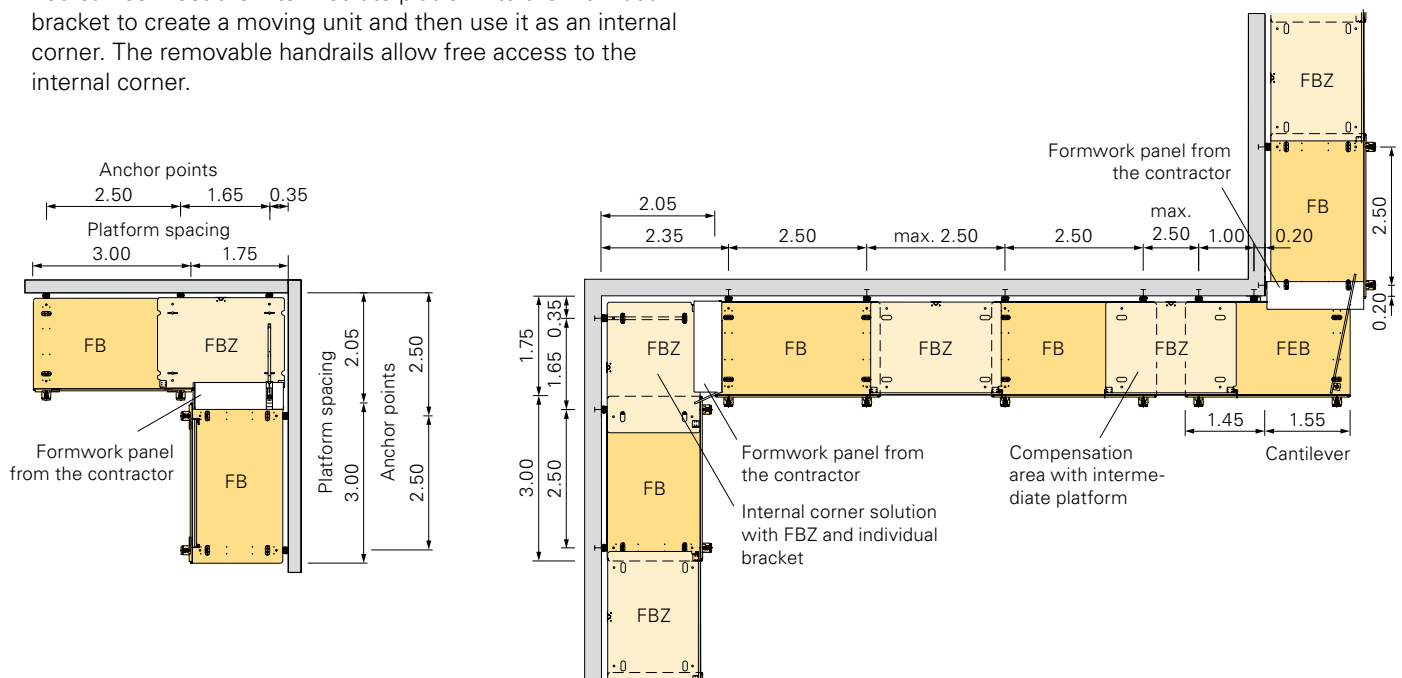 bracket to create a moving unit and then use it as an internal
corner. The removable handrails allow free access to the
internal corner.
Anchor points
2.50 1.65 0.35
Platform spacing
3.00 1.75
FB FBZ
Platform spacing
2.05
3.00
Anchor points
2.50
2.50
Formwork panel
from the contractor
FB
2.05
2.35 2.50 max. 2.50 2.50 max. 2.50 1.00 0.20
Formwork panel from
the contractor
FBZ
FB
2.50
0.20
1.75
0.35
1.65
3.00
2.50
FBZ FB FBZ FB FBZ FEB
1.45 1.55
Cantilever
Formwork panel from
the contractor
Compensation
area with interme-
diate platform
Internal corner solution
with FBZ and individual
bracket
FB
FBZ